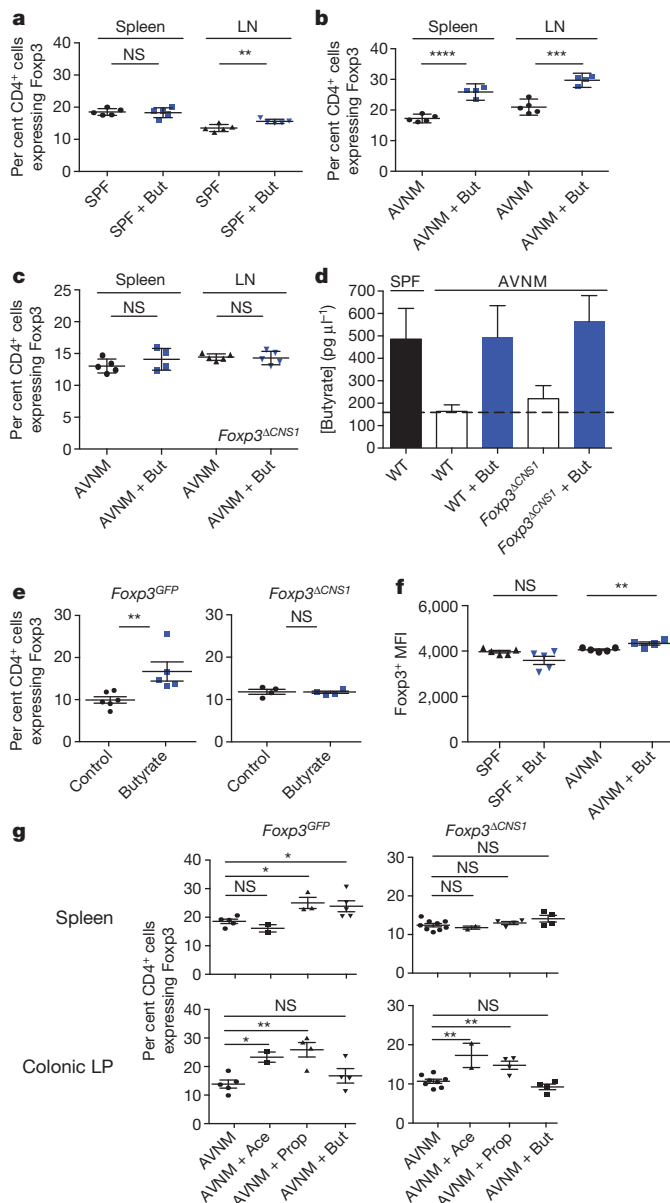 a
Spleen LN
NS **
Per cent CD4+ cells
expressing Foxp3
40
30
20
10
0
SPF
SPF + But
SPF
SPF + But
b
Spleen LN
**** ***
Per cent CD4+ cells
expressing Foxp3
40
30
20
10
0
AVNM
AVNM + But
AVNM
AVNM + But
c
Spleen LN
NS NS
Per cent CD4+ cells
expressing Foxp3
25
20
15
10
5
0
Foxp3ΔCNS1
AVNM
AVNM + But
AVNM
AVNM + But
d
SPF AVNM
[Butyrate] (pg μl−1)
700
600
500
400
300
200
100
0
WT
WT
WT + But
Foxp3ΔCNS1
Foxp3ΔCNS1 + But
e
Foxp3GFP Foxp3ΔCNS1
** NS
Per cent CD4+ cells
expressing Foxp3
30
20
10
0
Control
Butyrate
30
20
10
0
Control
Butyrate
f
NS **
Foxp3+ MFI
6,000
4,000
2,000
0
SPF
SPF + But
AVNM
AVNM + But
g
Foxp3GFP Foxp3ΔCNS1
Spleen
Colonic LP
Per cent CD4+ cells
expressing Foxp3
*
*
NS
40
30
20
10
0
NS
NS
NS
30
20
10
0
NS
**
*
40
30
20
10
0
NS
**
**
30
20
10
0
AVNM
AVNM + Ace
AVNM + Prop
AVNM + But
AVNM
AVNM + Ace
AVNM + Prop
AVNM + But